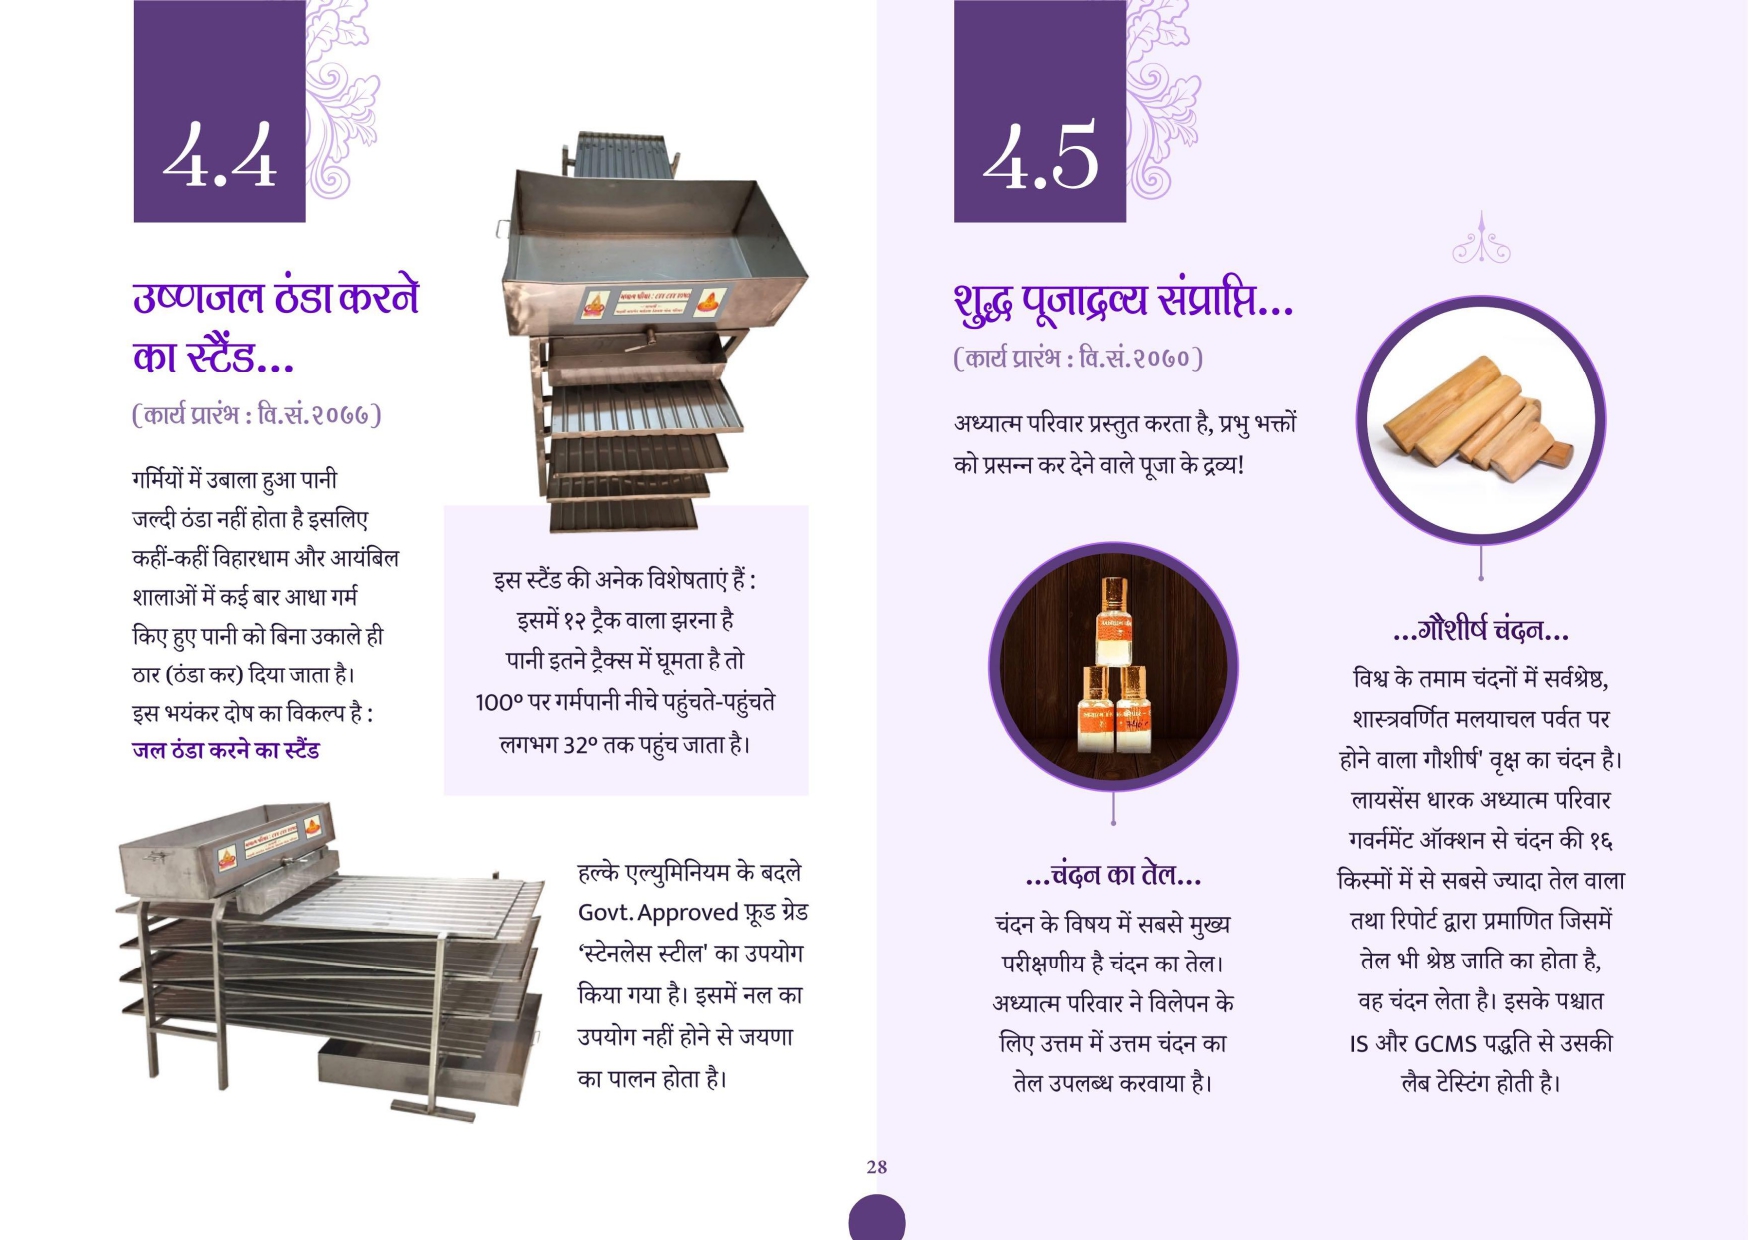 4.4
उष्णजल ठंडा करने
का स्टैंड...
(कार्य प्रारंभ : वि.सं.२०७७)
गर्मियों में उबाला हुआ पानी
जल्दी ठंडा नहीं होता है इसलिए
कहीं-कहीं विहारधाम और आयंबिल
शालाओं में कई बार आधा गर्म
किए हुए पानी को बिना उकाले ही
ठार (ठंडा कर) दिया जाता है।
इस भयंकर दोष का विकल्प है :
जल ठंडा करने का स्टैंड
इस स्टैंड की अनेक विशेषताएं हैं :
इसमें १२ ट्रैक वाला झरना है
पानी इतने ट्रैक्स में घूमता है तो
100º पर गर्मपानी नीचे पहुंचते-पहुंचते
लगभग 32º तक पहुंच जाता है।
हल्के एल्युमिनियम के बदले
Govt. Approved फ़ूड ग्रेड
‘स्टेनलेस स्टील' का उपयोग
किया गया है। इसमें नल का
उपयोग नहीं होने से जयणा
का पालन होता है।
4.5
शुद्ध पूजाद्रव्य संप्राप्ति...
(कार्य प्रारंभ : वि.सं.२०७०)
अध्यात्म परिवार प्रस्तुत करता है, प्रभु भक्तों
को प्रसन्न कर देने वाले पूजा के द्रव्य!
...चंदन का तेल...
चंदन के विषय में सबसे मुख्य
परीक्षणीय है चंदन का तेल।
अध्यात्म परिवार ने विलेपन के
लिए उत्तम में उत्तम चंदन का
तेल उपलब्ध करवाया है।
...गौशीर्ष चंदन...
विश्व के तमाम चंदनों में सर्वश्रेष्ठ,
शास्त्रवर्णित मलयाचल पर्वत पर
होने वाला गौशीर्ष' वृक्ष का चंदन है।
लायसेंस धारक अध्यात्म परिवार
गवर्नमेंट ऑक्शन से चंदन की १६
किस्मों में से सबसे ज्यादा तेल वाला
तथा रिपोर्ट द्वारा प्रमाणित जिसमें
तेल भी श्रेष्ठ जाति का होता है,
वह चंदन लेता है। इसके पश्चात
IS और GCMS पद्धति से उसकी
लैब टेस्टिंग होती है।
28